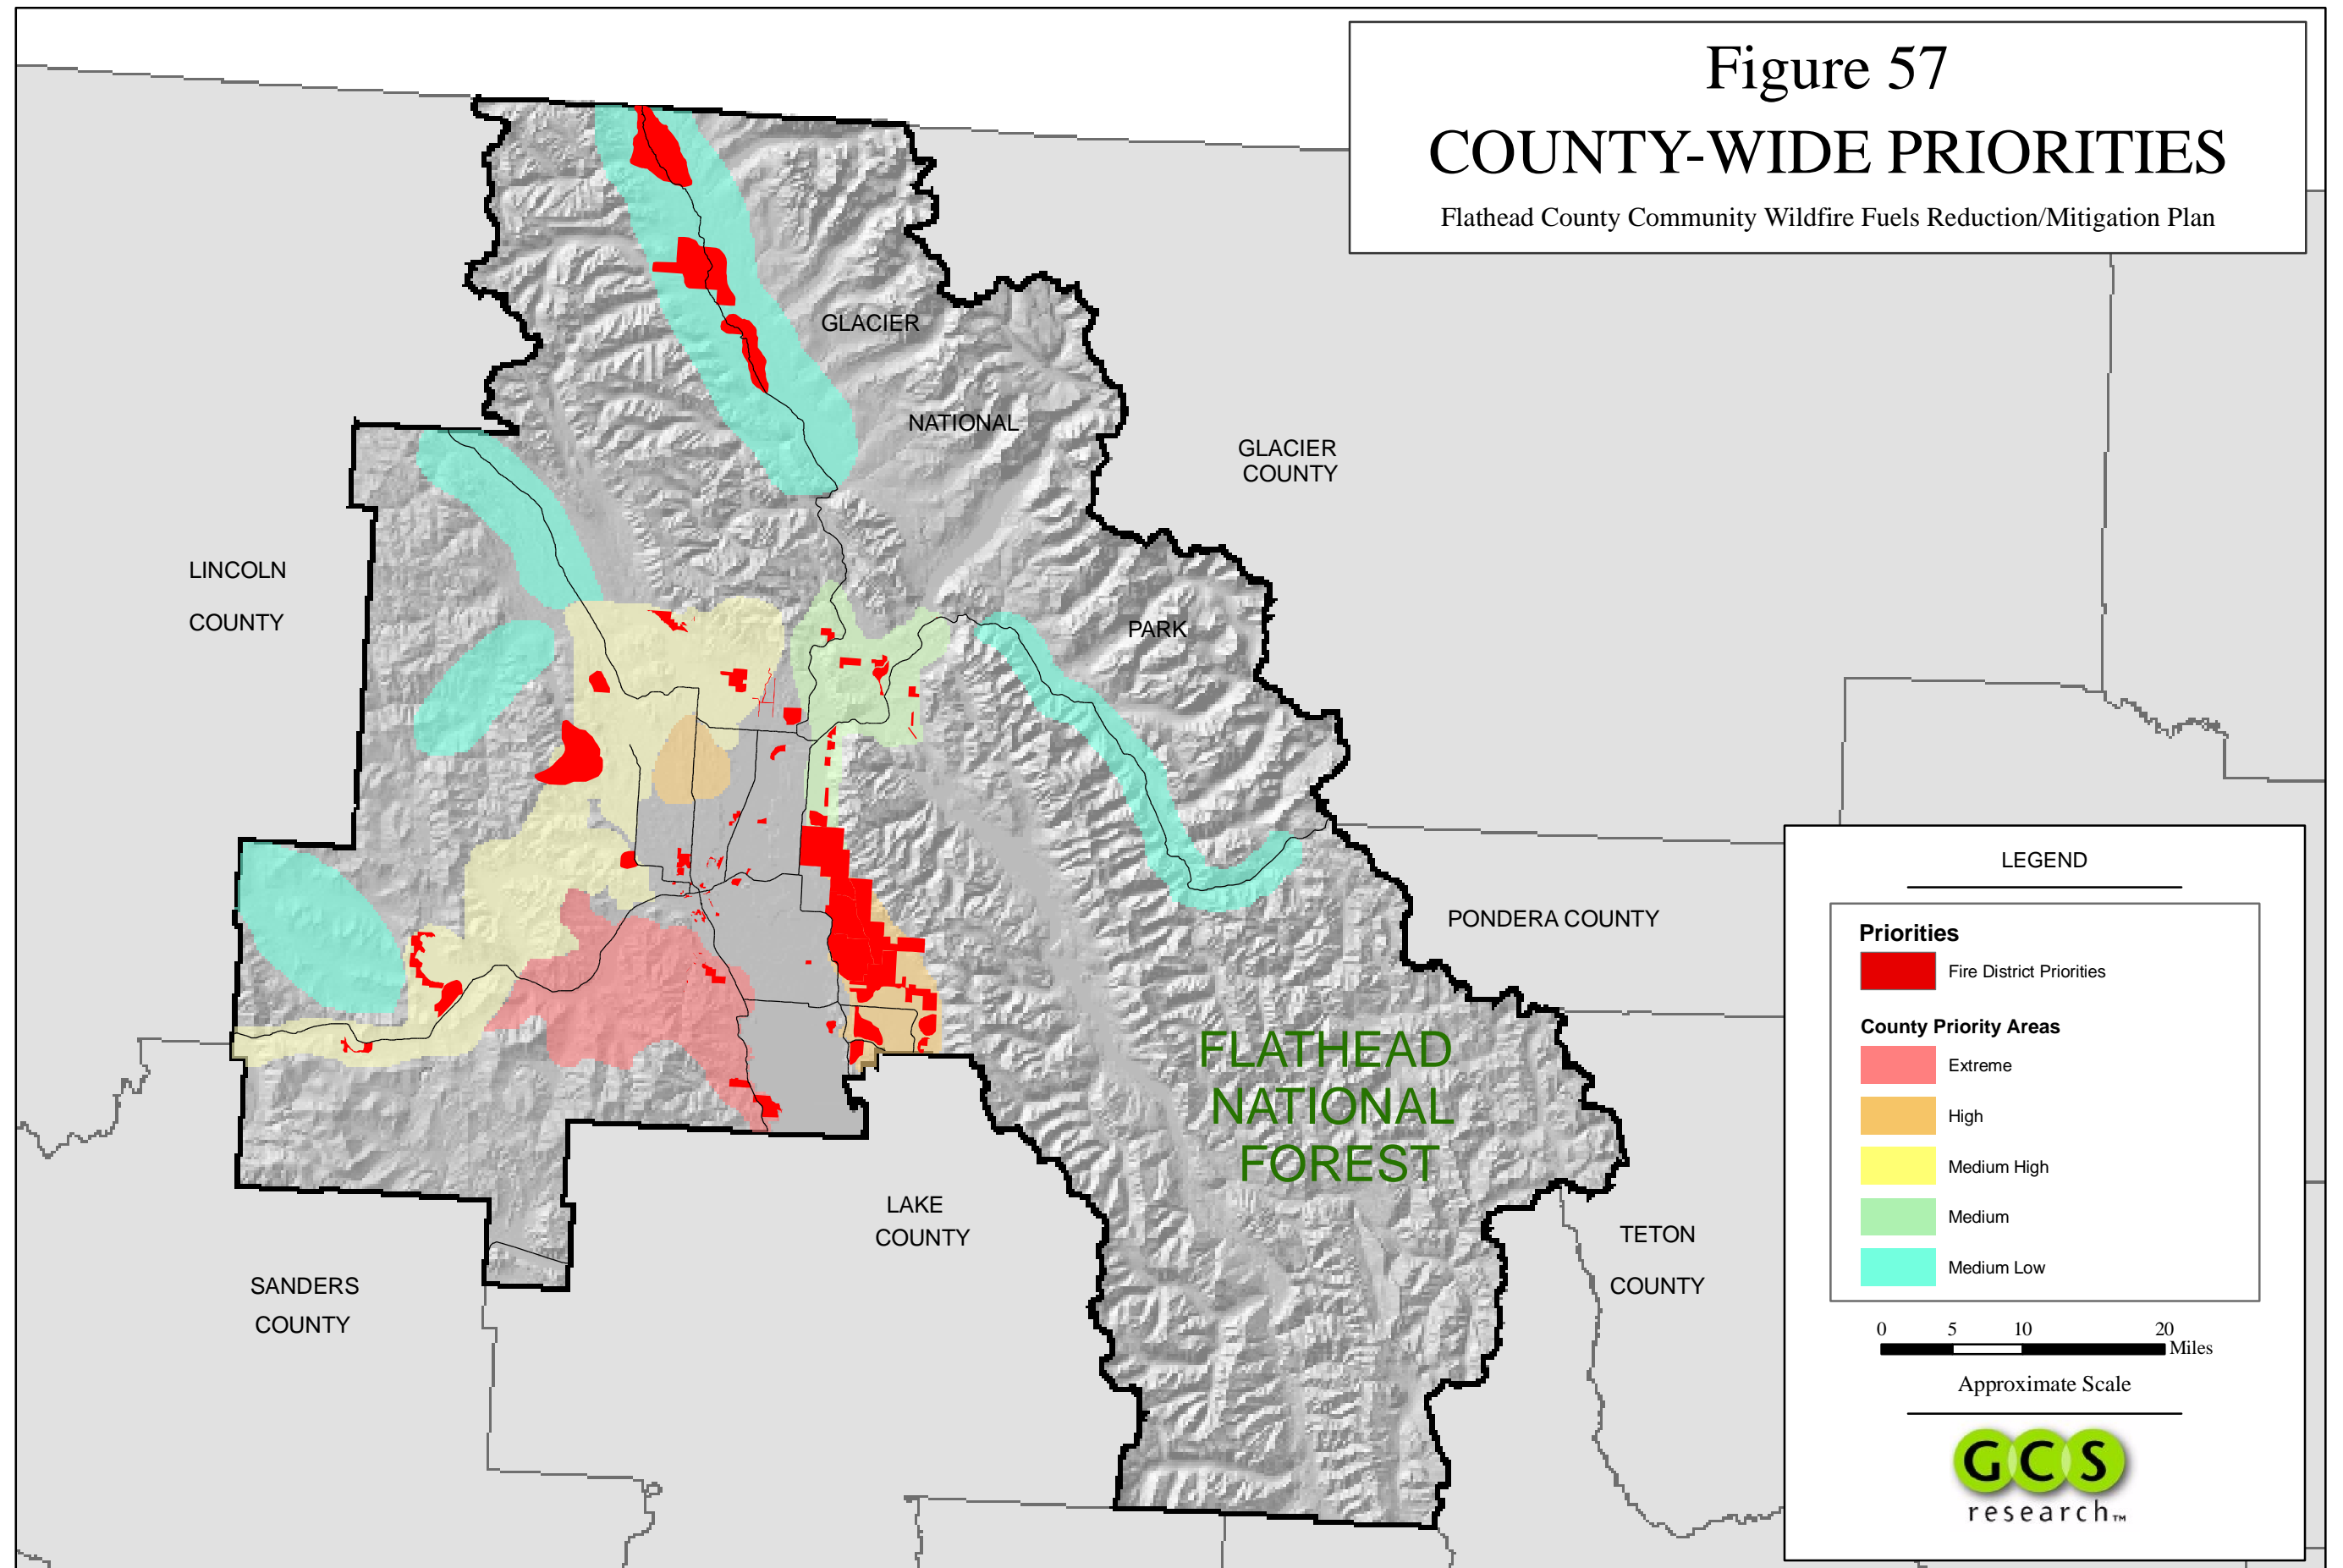 Figure 57
COUNTY-WIDE PRIORITIES
Flathead County Community Wildfire Fuels Reduction/Mitigation Plan
GLACIER
NATIONAL
PARK
GLACIER
COUNTY
LINCOLN
COUNTY
PONDERA COUNTY
FLATHEAD
NATIONAL
FOREST
LAKE
COUNTY
TETON
COUNTY
SANDERS
COUNTY
LEGEND
Priorities
Fire District Priorities
County Priority Areas
Extreme
High
Medium High
Medium
Medium Low
0 5 10 20
Miles
Approximate Scale
GCS
research™